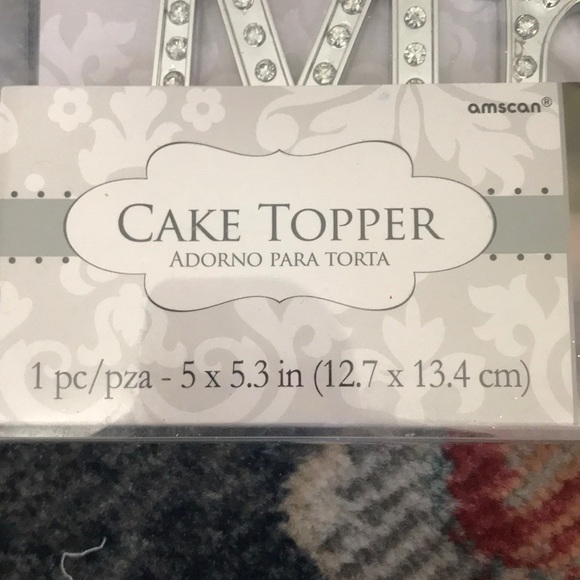 amscan®
CAKE TOPPER
ADORNO PARA TORTA
1 pc/pza - 5 x 5.3 in (12.7 x 13.4 cm)